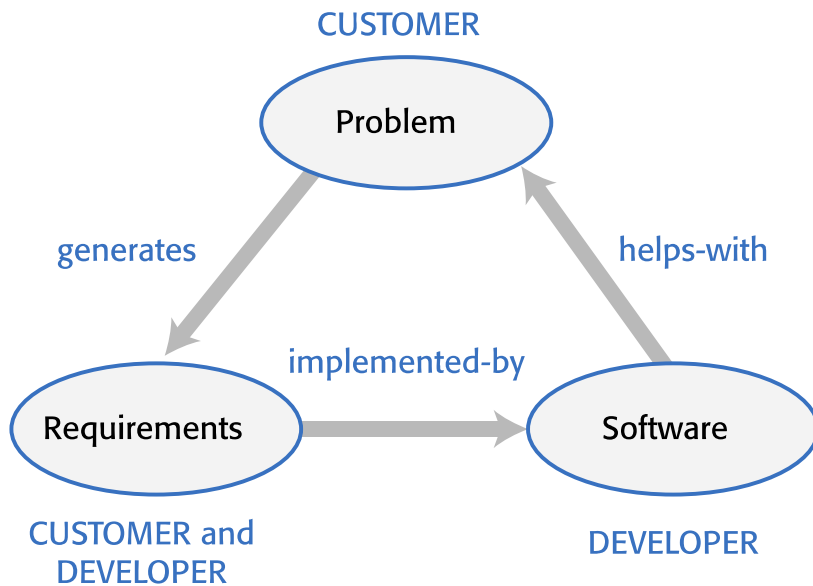 CUSTOMER
Problem
generates
helps-with
implemented-by
Requirements
Software
CUSTOMER and
DEVELOPER
DEVELOPER